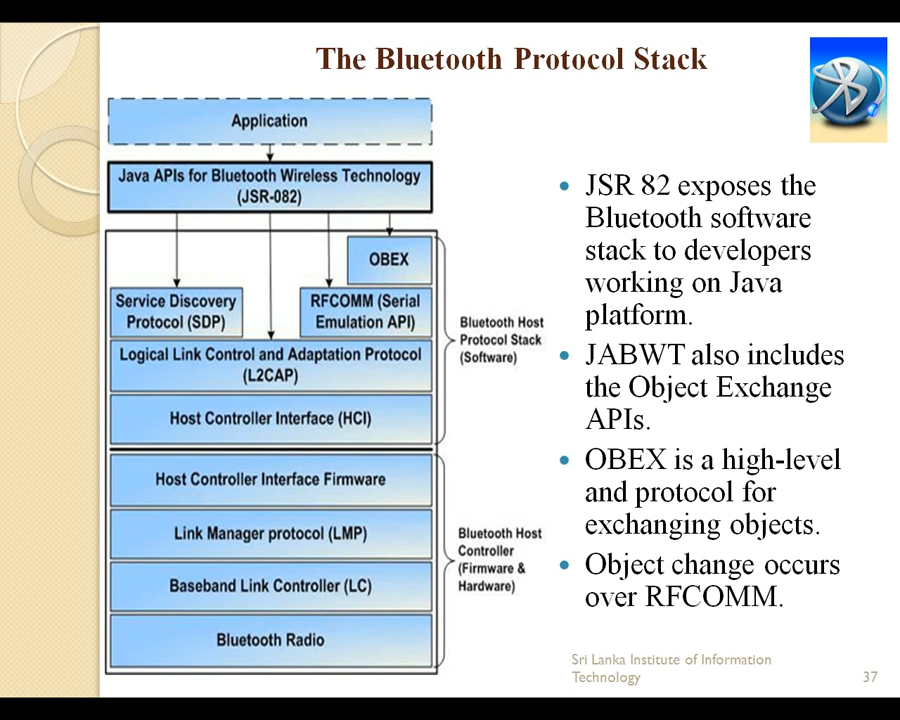 The Bluetooth Protocol Stack
Application
Java APIs for Bluetooth Wireless Technology
(JSR-082)
OBEX
Service Discovery
Protocol (SDP)
RFCOMM (Serial
Emulation API)
Logical Link Control and Adaptation Protocol
(L2CAP)
Host Controller Interface (HCI)
Bluetooth Host
Protocol Stack
(Software)
Host Controller Interface Firmware
Link Manager protocol (LMP)
Baseband Link Controller (LC)
Bluetooth Radio
Bluetooth Host
Controller
(Firmware &
Hardware)
• JSR 82 exposes the
Bluetooth software
stack to developers
working on Java
platform.
• JABWT also includes
the Object Exchange
APIs.
• OBEX is a high-level
and protocol for
exchanging objects.
• Object change occurs
over RFCOMM.
Sri Lanka Institute of Information
Technology
37